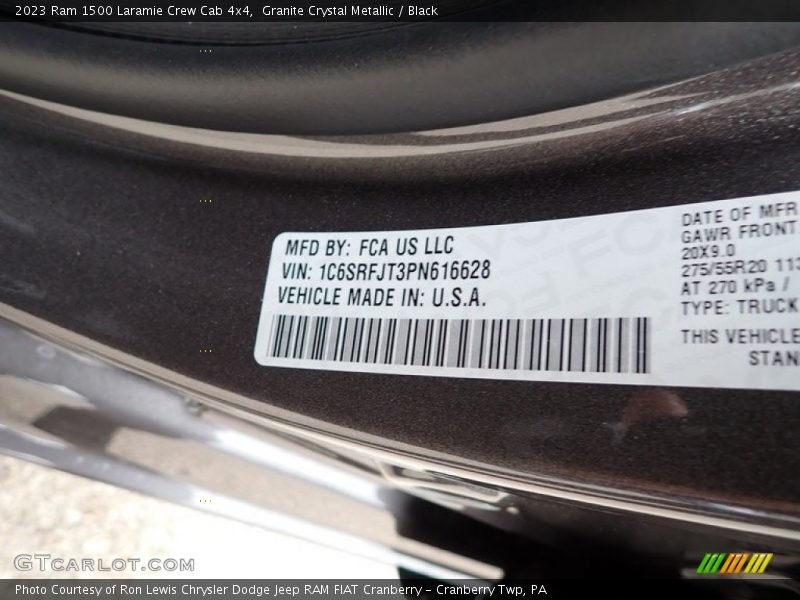 2023 Ram 1500 Laramie Crew Cab 4x4, Granite Crystal Metallic / Black
MFD BY: FCA US LLC
VIN: 1C6SRFJT3PN616628
VEHICLE MADE IN: U.S.A.
DATE OF MFR
GAWR FRONT
20X9.0
275/55R20 113
AT 270 kPa /
TYPE: TRUCK
THIS VEHICLE
STAN
GTCARLOT.COM
Photo Courtesy of Ron Lewis Chrysler Dodge Jeep RAM FIAT Cranberry - Cranberry Twp, PA